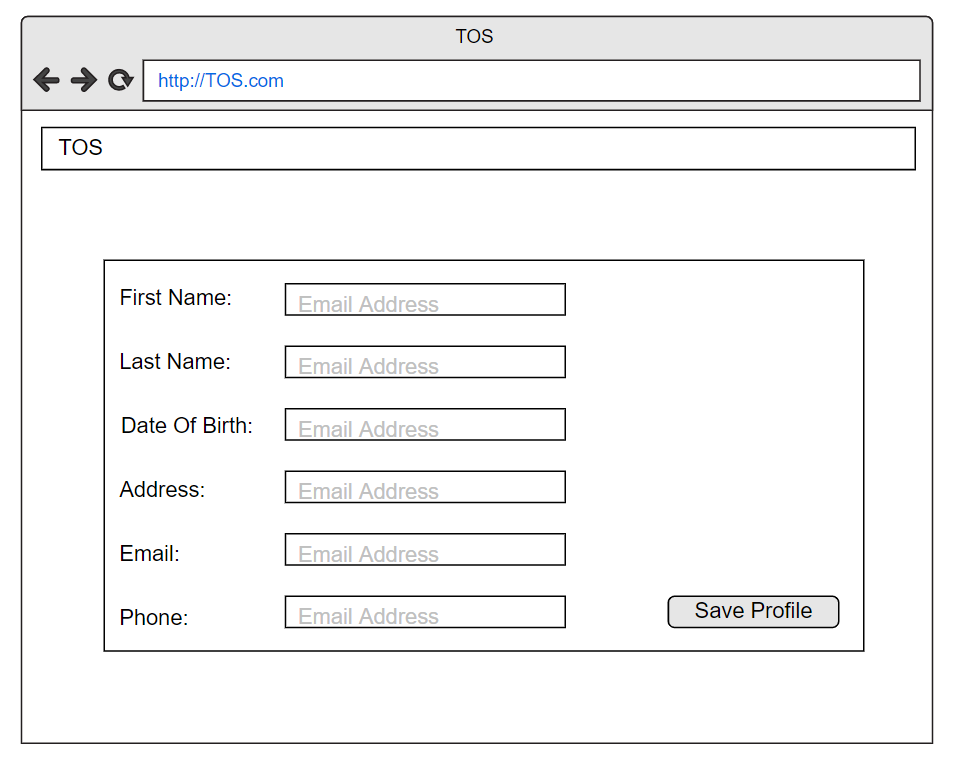 TOS
http://TOS.com
TOS
First Name: Email Address
Last Name: Email Address
Date Of Birth: Email Address
Address: Email Address
Email: Email Address
Phone: Email Address Save Profile